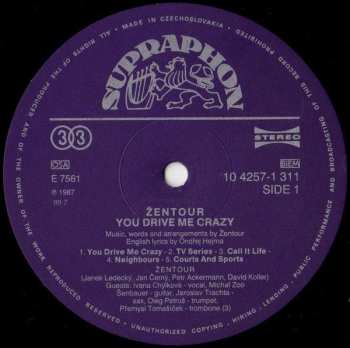 • MADE IN CZECHOSLOVAKIA •
ALL RIGHTS OF THE PRODUCER AND OF THE OWNER OF THE WORK REPRODUCED RESERVED • UNAUTHORIZED COPYING • HIRING • LENDING • PUBLIC PERFORMANCE AND BROADCASTING OF THIS RECORD PROHIBITED
SUPRAPHON
33
STEREO
OSA
BIEM
E 7561
10 4257-1 311
℗ 1987
SIDE 1
ŽENTOUR
YOU DRIVE ME CRAZY
Music, words and arrangements by Žentour
English lyrics by Ondřej Hejma
1. You Drive Me Crazy - 2. TV Series - 3. Call It Life -
4. Neighbours - 5. Courts And Sports
ŽENTOUR
(Janek Ledecký, Jan Černý, Petr Ackermann, David Koller)
Guests: Ivana Chýlková - vocal, Michal Zoo
Šenbauer - guitar, Jaroslav Trachta -
sax, Oleg Petruš - trumpet,
Přemysl Tomaštíček - trombone (3)